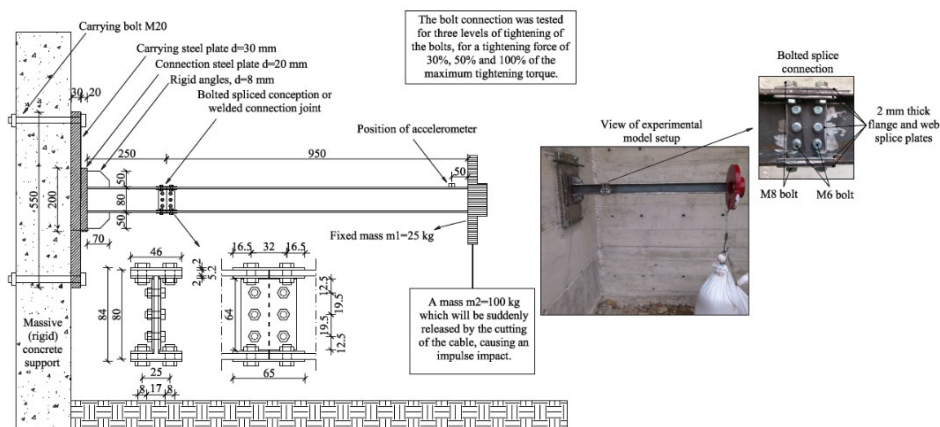 Carrying bolt M20
Carrying steel plate d=30 mm
Connection steel plate d=20 mm
Rigid angles, d=8 mm
Bolted spliced conception or
welded connection joint
The bolt connection was tested
for three levels of tightening of
the bolts, for a tightening force of
30%, 50% and 100% of the
maximum tightening torque.
Bolted splice
connection
2 mm thick
flange and web
splice plates
M8 bolt
M6 bolt
View of experimental
model setup
Position of accelerometer
30 20
250
950
50
550
200
50
80
50
70
Fixed mass m1=25 kg
A mass m2=100 kg
which will be suddenly
released by the cutting
of the cable, causing an
impulse impact.
Massive
(rigid)
concrete
support
46
2
5.2
2
84
80
25
8 17 8
16.5 32 16.5
64
12.5
19.5
19.5
12.5
65